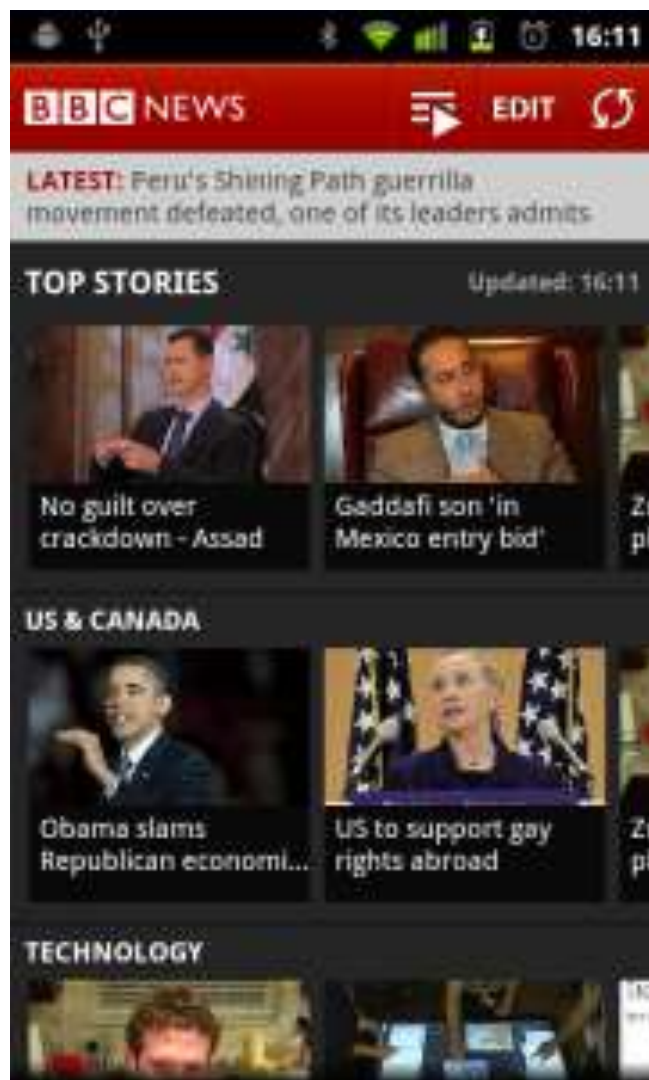 16:11
BBC NEWS
EDIT
LATEST: Peru's Shining Path guerrilla
movement defeated, one of its leaders admits
TOP STORIES
Updated: 16:11
No guilt over
crackdown - Assad
Gaddafi son 'in
Mexico entry bid'
Z
p
US & CANADA
Obama slams
Republican economi...
US to support gay
rights abroad
Z
p
TECHNOLOGY